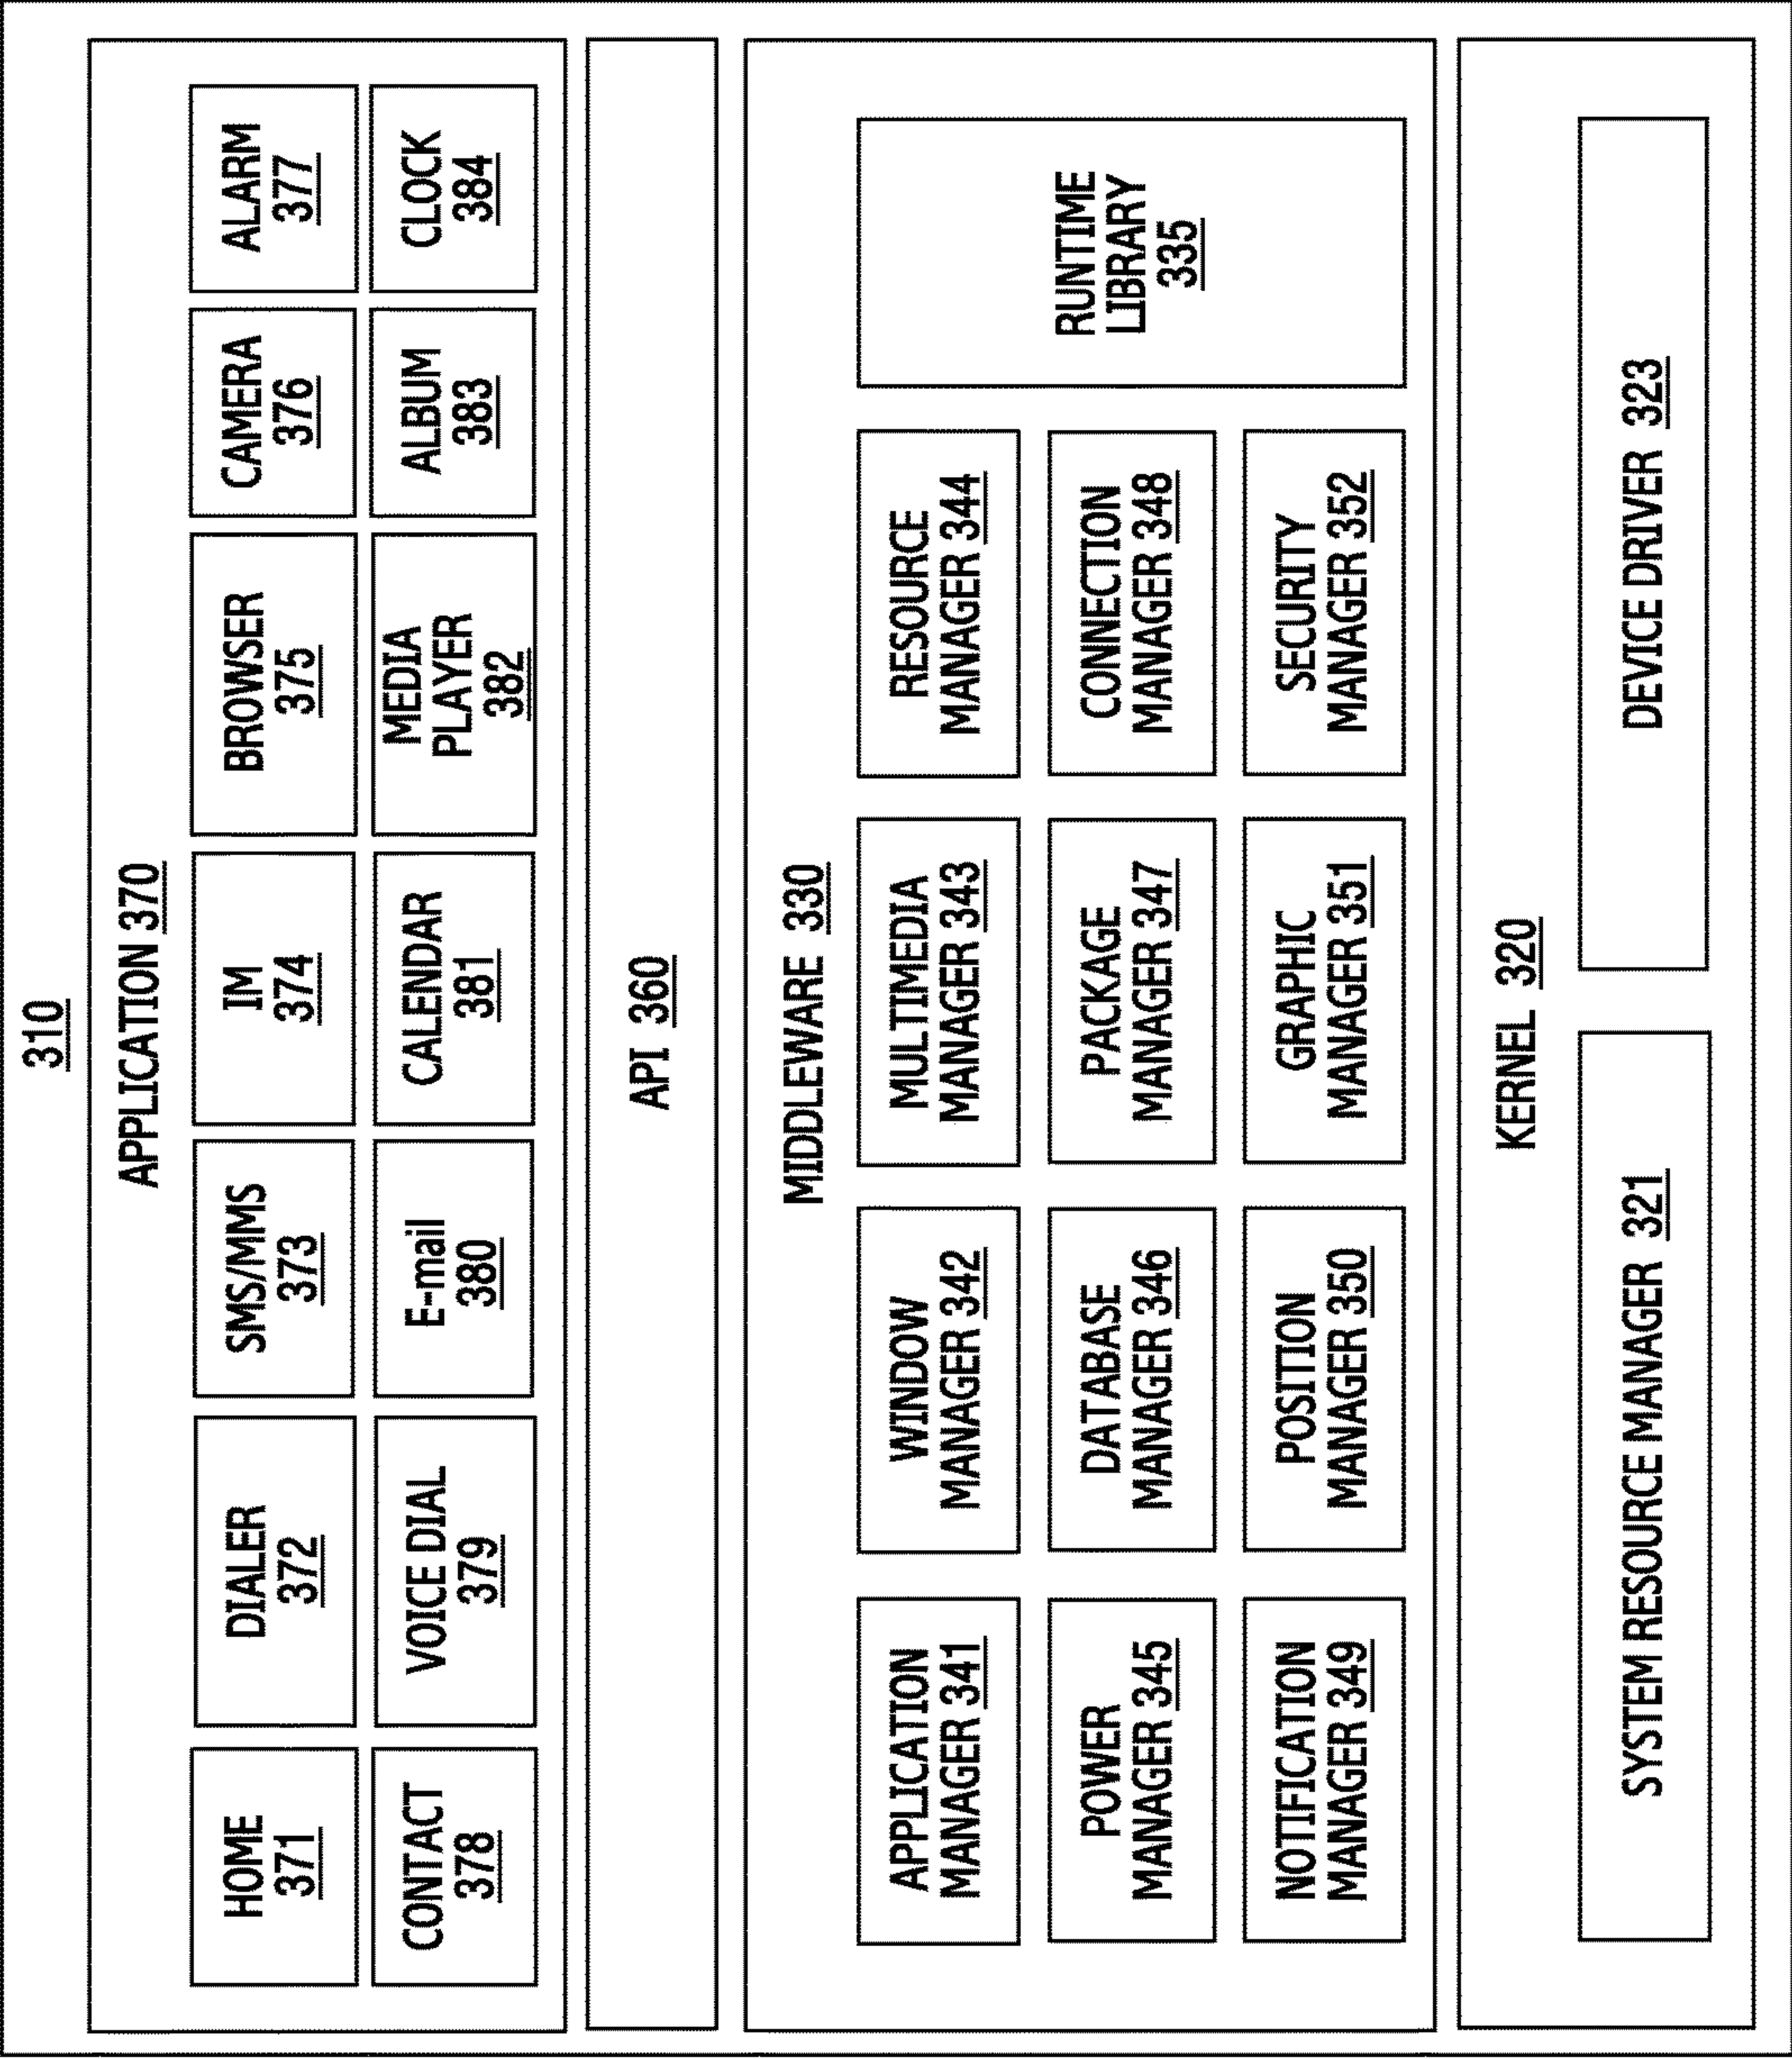 310
APPLICATION 370
HOME
371
DIALER
372
SMS/MMS
373
IM
374
BROWSER
375
CAMERA
376
ALARM
377
CONTACT
378
VOICE DIAL
379
E-mail
380
CALENDAR
381
MEDIA
PLAYER
382
ALBUM
383
CLOCK
384
API 360
MIDDLEWARE 330
APPLICATION
MANAGER 341
WINDOW
MANAGER 342
MULTIMEDIA
MANAGER 343
RESOURCE
MANAGER 344
POWER
MANAGER 345
DATABASE
MANAGER 346
PACKAGE
MANAGER 347
CONNECTION
MANAGER 348
NOTIFICATION
MANAGER 349
POSITION
MANAGER 350
GRAPHIC
MANAGER 351
SECURITY
MANAGER 352
RUNTIME
LIBRARY
335
KERNEL 320
SYSTEM RESOURCE MANAGER 321
DEVICE DRIVER 323